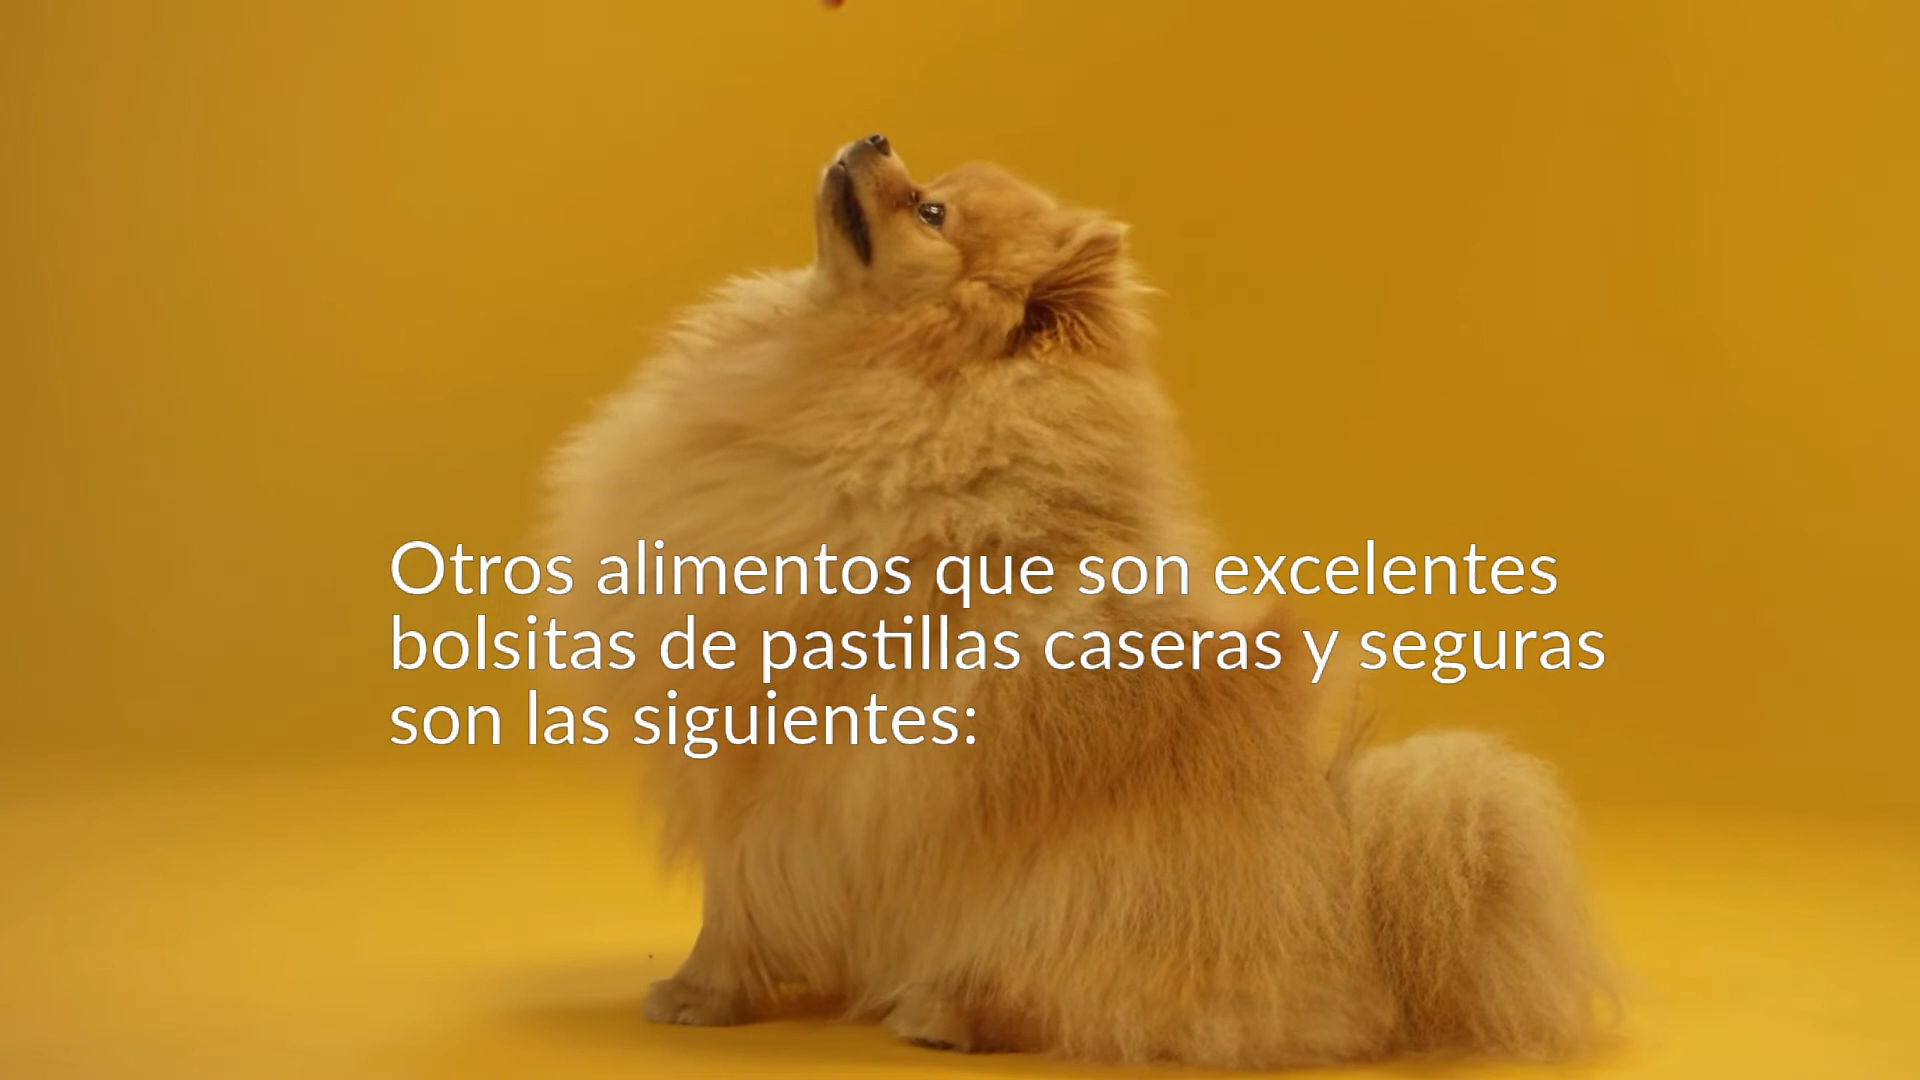 Otros alimentos que son excelentes
bolsitas de pastillas caseras y seguras
son las siguientes: